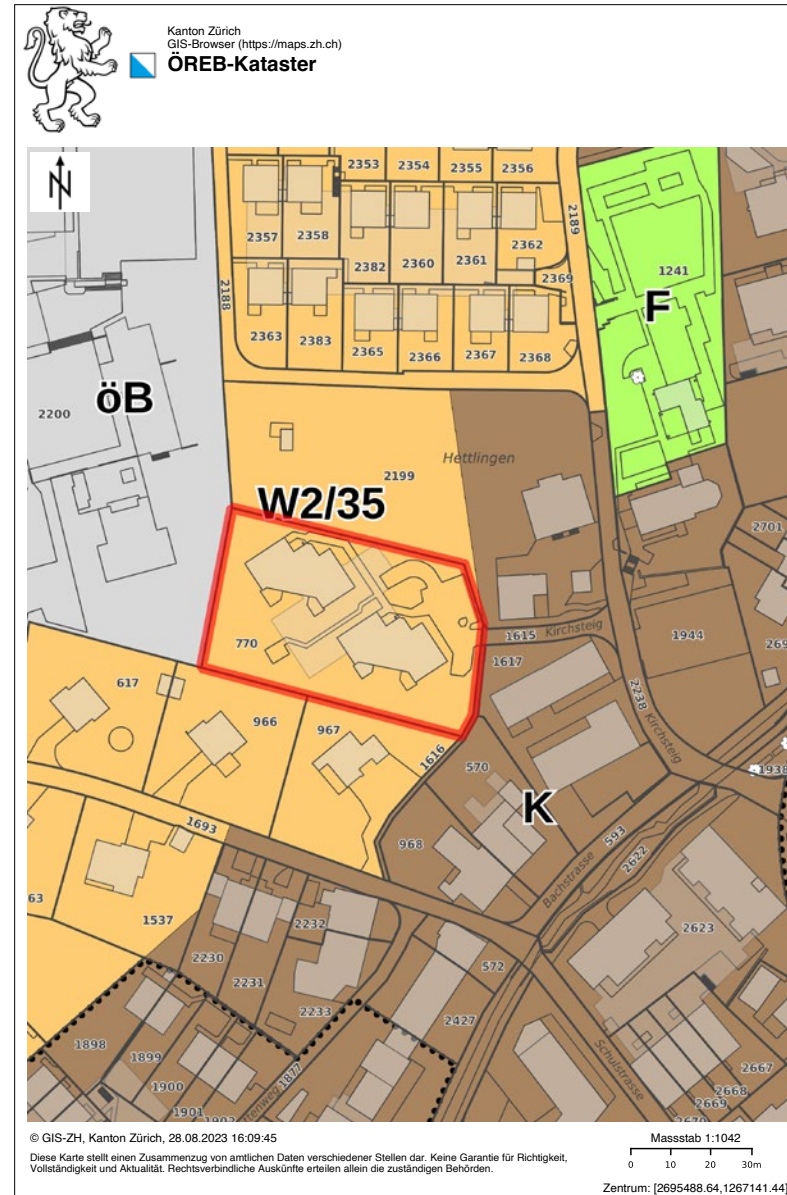 Kanton Zürich
GIS-Browser (https://maps.zh.ch)
ÖREB-Kataster
N
2353 2354 2355 2356
2357 2358 2382 2360 2361 2362
2189
2369
1241
2188
F
2363 2383 2365 2366 2367 2368
öB
2200
Hettlingen
2199
W2/35
2701
770
1615 Kirchsteig
1617
1944
269
617
966
967
2238 Kirchsteig
1616
570
1938
K
1693
968
593
Bachstrasse
2622
63
1537
2232
2623
2230
2231
572
2233
2427
1898
1899
1900
1877
1901
Schulstrasse
2667
2668
2669
© GIS-ZH, Kanton Zürich, 28.08.2023 16:09:45
Diese Karte stellt einen Zusammenzug von amtlichen Daten verschiedener Stellen dar. Keine Garantie für Richtigkeit,
Vollständigkeit und Aktualität. Rechtsverbindliche Auskünfte erteilen allein die zuständigen Behörden.
Massstab 1:1042
0 10 20 30m
Zentrum: [2695488.64,1267141.44]